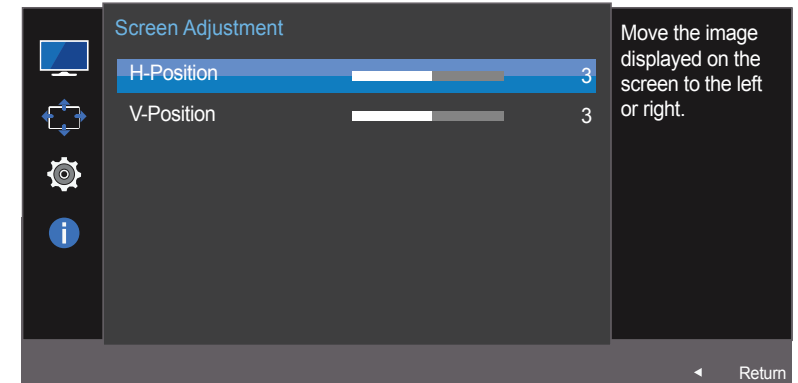 Screen Adjustment
H-Position 3
V-Position 3
Move the image
displayed on the
screen to the left
or right.
Return